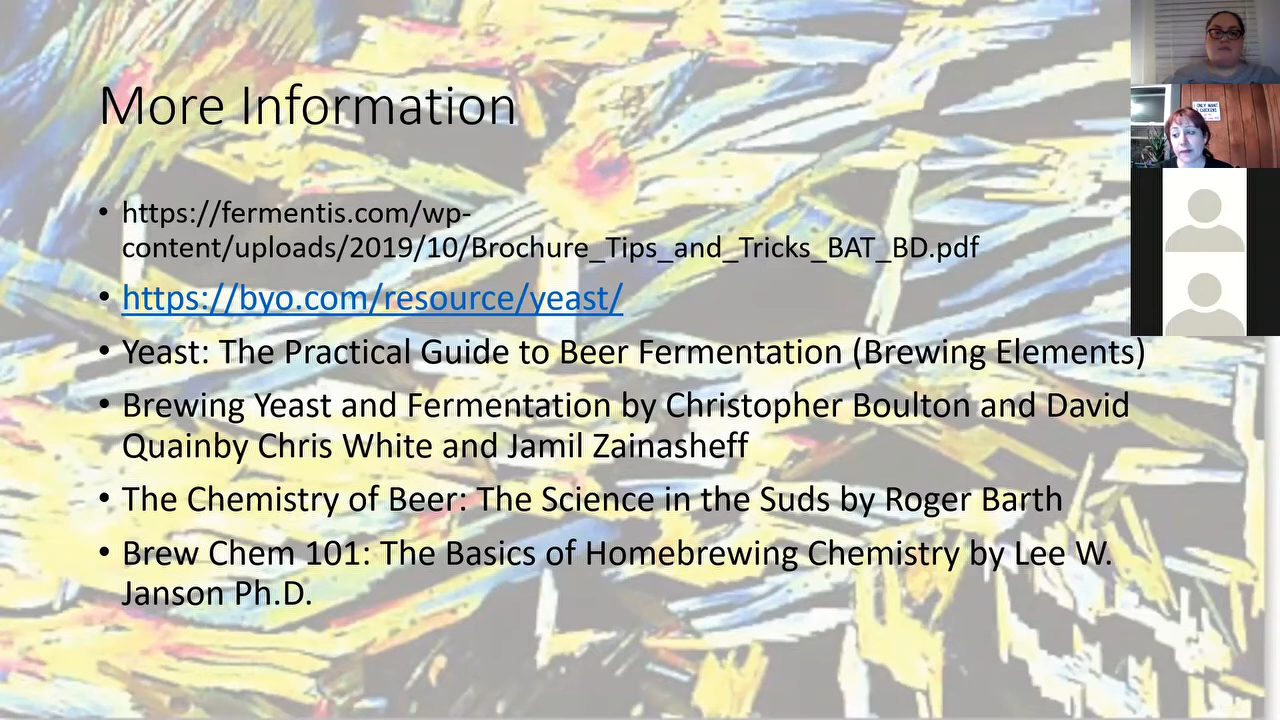 More Information
• https://fermentis.com/wp-
content/uploads/2019/10/Brochure_Tips_and_Tricks_BAT_BD.pdf
• https://byo.com/resource/yeast/
• Yeast: The Practical Guide to Beer Fermentation (Brewing Elements)
• Brewing Yeast and Fermentation by Christopher Boulton and David
Quainby Chris White and Jamil Zainasheff
• The Chemistry of Beer: The Science in the Suds by Roger Barth
• Brew Chem 101: The Basics of Homebrewing Chemistry by Lee W.
Janson Ph.D.